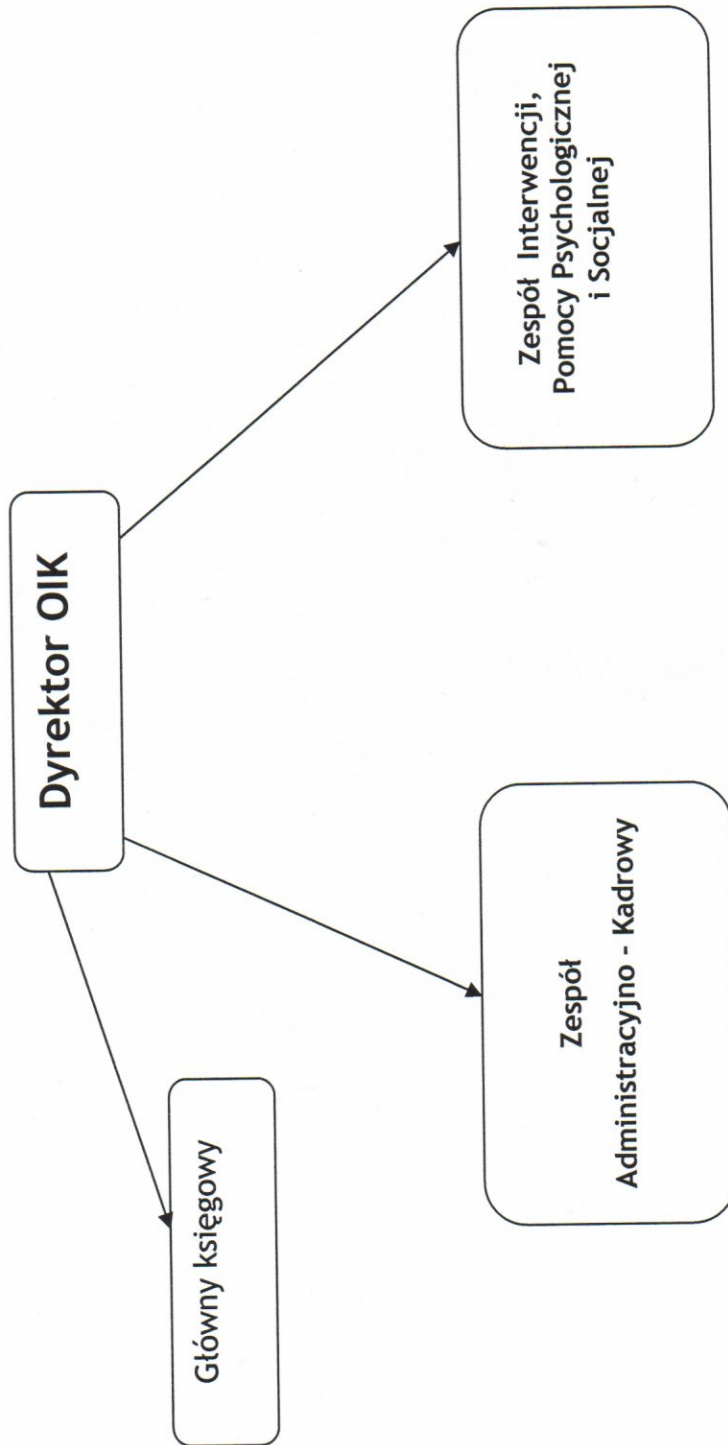 Dyrektor OIK
Główny księgowy
Zespół
Administracyjno - Kadrowy
Zespół Interwencji,
Pomocy Psychologicznej
i Socjalnej